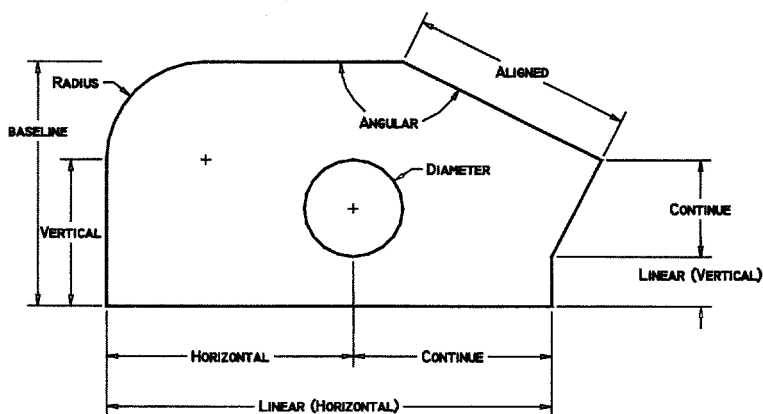 ALIGNED
RADIUS
ANGULAR
BASELINE
DIAMETER
CONTINUE
VERTICAL
LINEAR (VERTICAL)
HORIZONTAL
CONTINUE
LINEAR (HORIZONTAL)